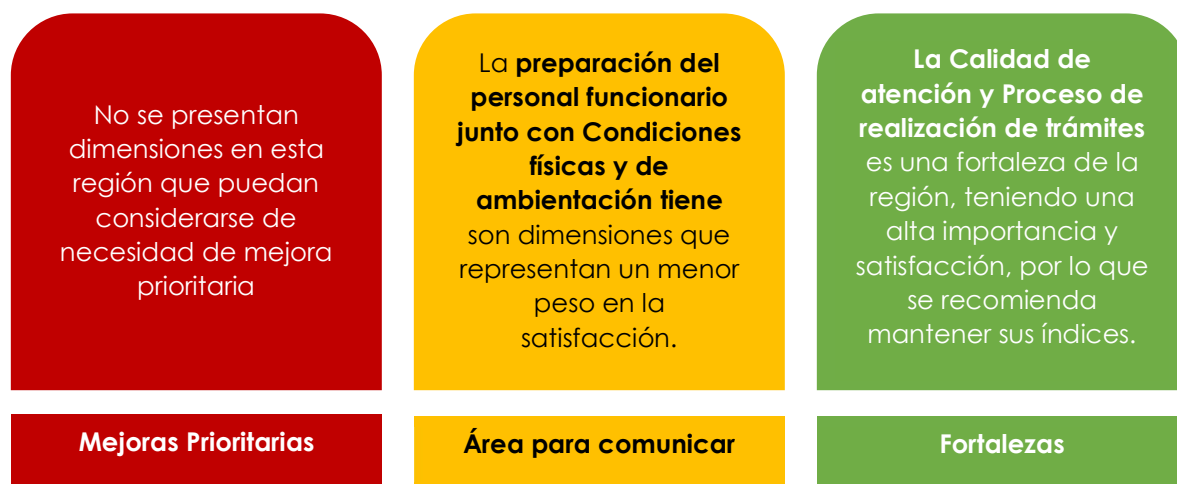 No se presentan
dimensiones en esta
región que puedan
considerarse de
necesidad de mejora
prioritaria
Mejoras Prioritarias
La preparación del
personal funcionario
junto con Condiciones
físicas y de
ambientación tiene
son dimensiones que
representan un menor
peso en la
satisfacción.
Área para comunicar
La Calidad de
atención y Proceso de
realización de trámites
es una fortaleza de la
región, teniendo una
alta importancia y
satisfacción, por lo que
se recomienda
mantener sus índices.
Fortalezas